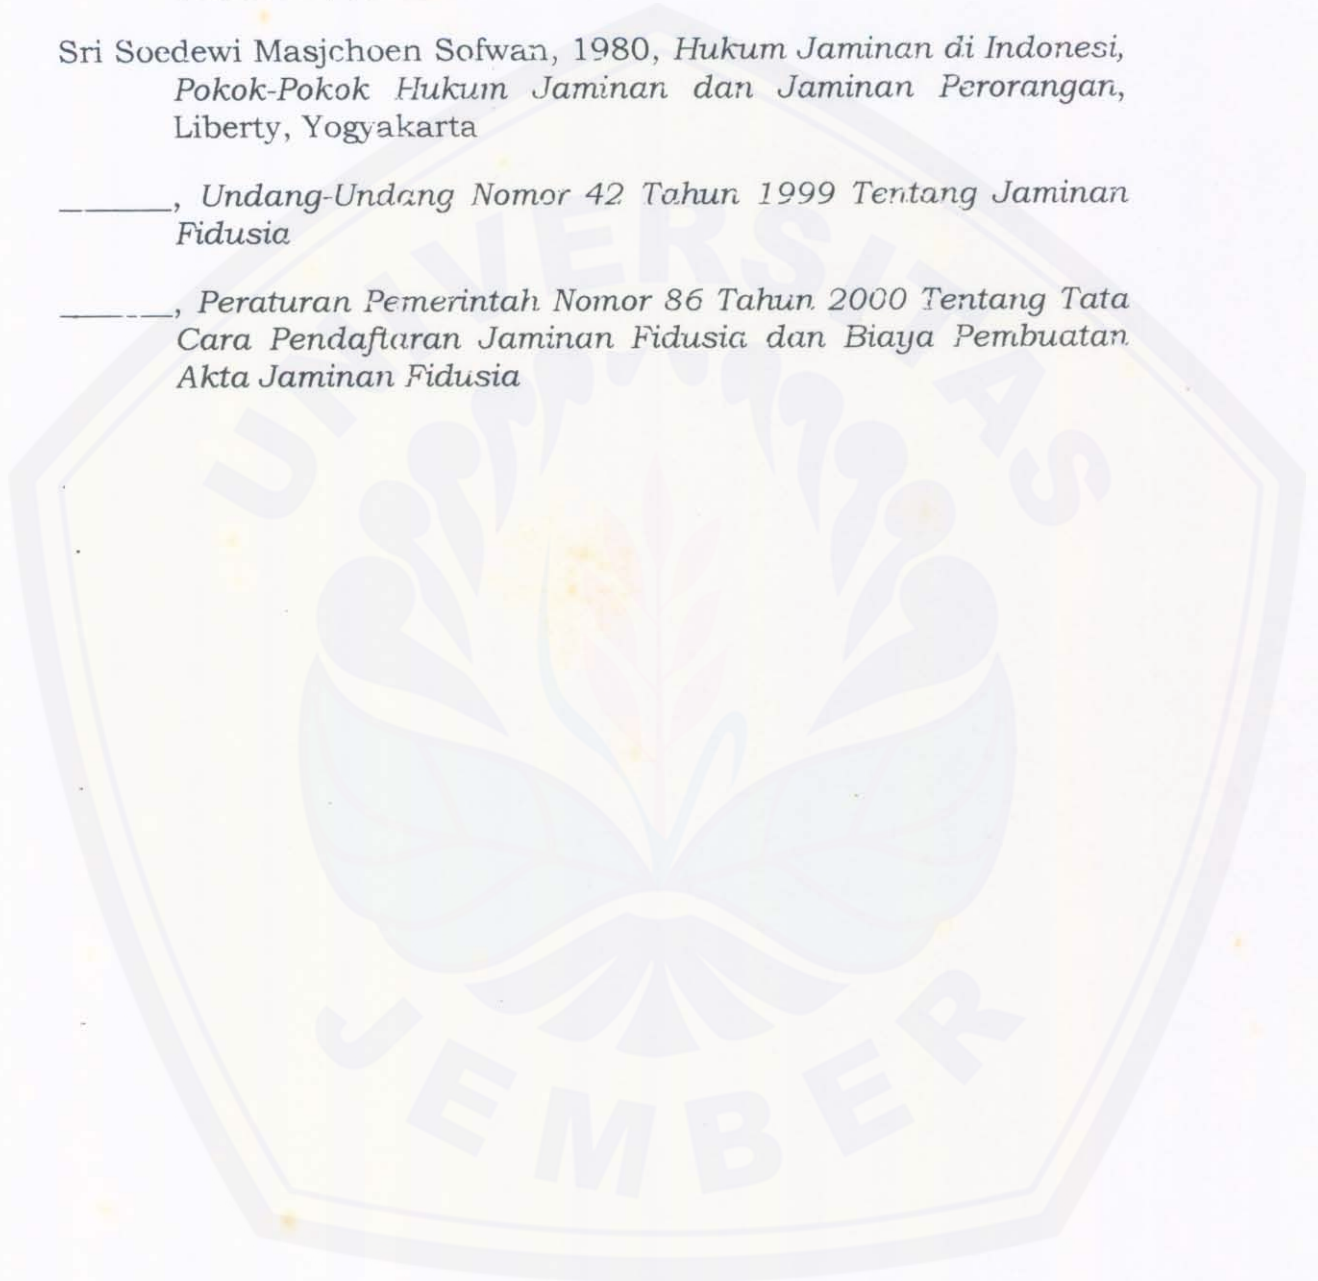 Sri Soedewi Masjchoen Sofwan, 1980, Hukum Jaminan di Indonesi,
Pokok-Pokok Hukum Jaminan dan Jaminan Perorangan,
Liberty, Yogyakarta
______, Undang-Undang Nomor 42 Tahun 1999 Tentang Jaminan
Fidusia
______, Peraturan Pemerintah Nomor 86 Tahun 2000 Tentang Tata
Cara Pendaftaran Jaminan Fidusia dan Biaya Pembuatan
Akta Jaminan Fidusia
UNIVERSITAS
JEMBER